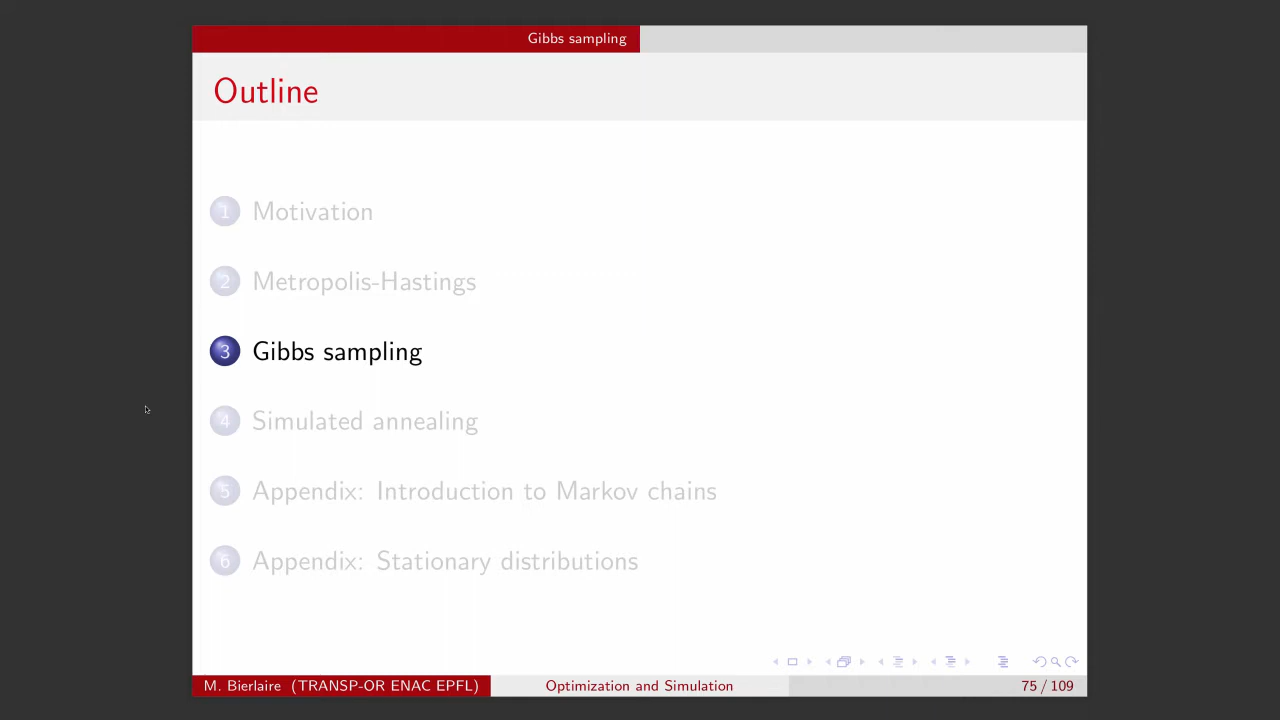 Gibbs sampling
Outline
1 Motivation
2 Metropolis-Hastings
3 Gibbs sampling
4 Simulated annealing
5 Appendix: Introduction to Markov chains
6 Appendix: Stationary distributions
M. Bierlaire (TRANSP-OR ENAC EPFL) Optimization and Simulation 75 / 109